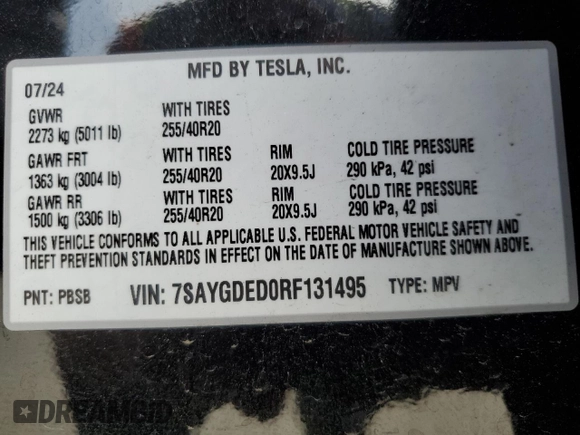 MFD BY TESLA, INC.
07/24
GVWR WITH TIRES
2273 kg (5011 lb) 255/40R20
GAWR FRT WITH TIRES RIM COLD TIRE PRESSURE
1363 kg (3004 lb) 255/40R20 20X9.5J 290 kPa, 42 psi
GAWR RR WITH TIRES RIM COLD TIRE PRESSURE
1500 kg (3306 lb) 255/40R20 20X9.5J 290 kPa, 42 psi
THIS VEHICLE CONFORMS TO ALL APPLICABLE U.S. FEDERAL MOTOR VEHICLE SAFETY AND
THEFT PREVENTION STANDARDS IN EFFECT ON THE DATE OF MANUFACTURE SHOWN ABOVE.
PNT: PBSB VIN: 7SAYGDED0RF131495 TYPE: MPV
DREAMBID